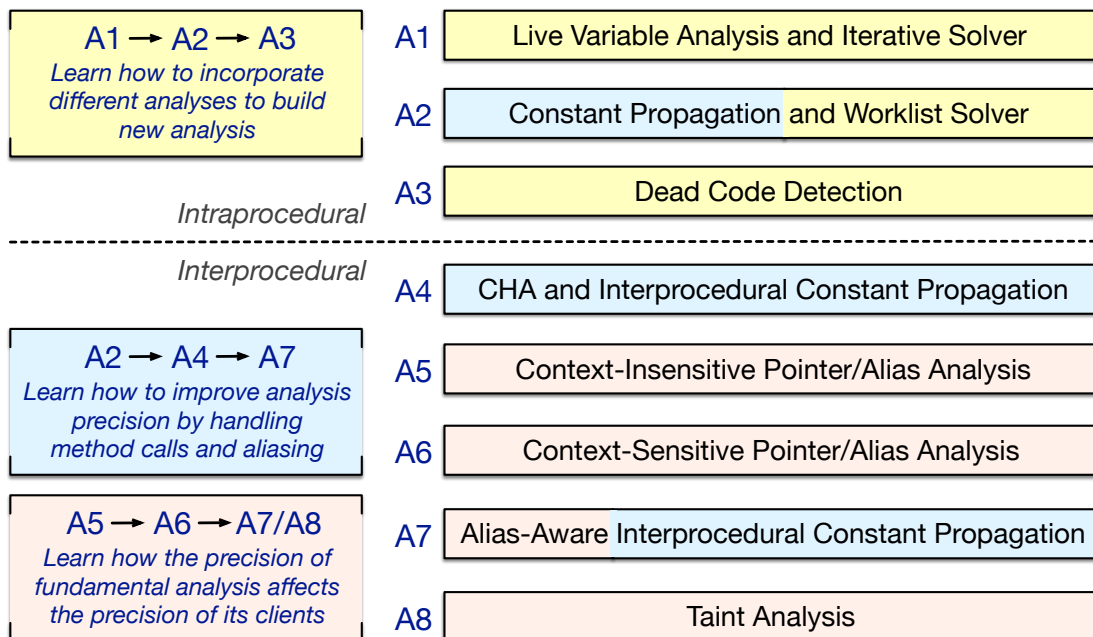 A1 → A2 → A3
Learn how to incorporate
different analyses to build
new analysis
A1
Live Variable Analysis and Iterative Solver
A2
Constant Propagation and Worklist Solver
A3
Dead Code Detection
Intraprocedural
Interprocedural
A4
CHA and Interprocedural Constant Propagation
A2 → A4 → A7
Learn how to improve analysis
precision by handling
method calls and aliasing
A5
Context-Insensitive Pointer/Alias Analysis
A6
Context-Sensitive Pointer/Alias Analysis
A5 → A6 → A7/A8
Learn how the precision of
fundamental analysis affects
the precision of its clients
A7
Alias-Aware Interprocedural Constant Propagation
A8
Taint Analysis